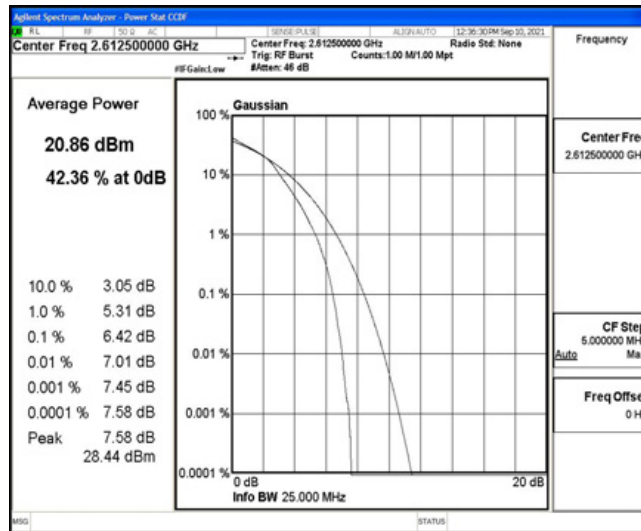 Agilent Spectrum Analyzer - Power Stat CCDF
RL RF 50 Ω AC SENSE:PULSE ALIGN AUTO 12:36:30 PM Sep 10, 2021
Center Freq 2.612500000 GHz
Center Freq: 2.612500000 GHz Radio Std: None
Trig: RF Burst Counts:1.00 M/1.00 Mpt
#IFGain:Low #Atten: 46 dB
Frequency
Average Power
20.86 dBm
42.36 % at 0dB
10.0 % 3.05 dB
1.0 % 5.31 dB
0.1 % 6.42 dB
0.01 % 7.01 dB
0.001 % 7.45 dB
0.0001 % 7.58 dB
Peak 7.58 dB
28.44 dBm
Gaussian
100 %
10 %
1 %
0.1 %
0.01 %
0.001 %
0.0001 %
0 dB 20 dB
Info BW 25.000 MHz
Center Fre
2.612500000 GH
CF Ste
5.000000 MH
Auto Ma
Freq Offse
0 H
MSG STATUS